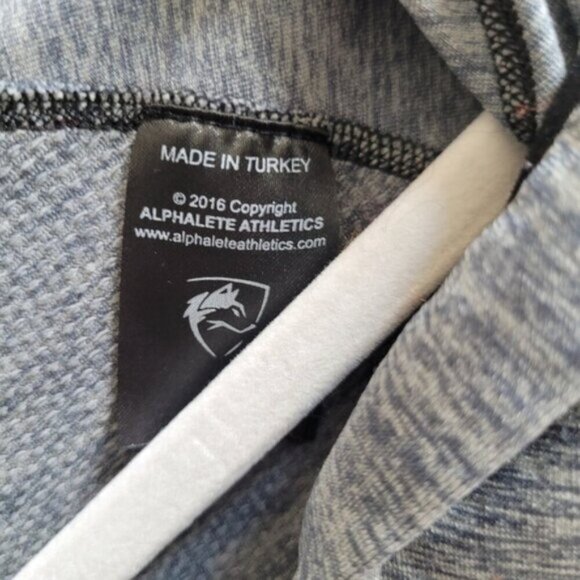 MADE IN TURKEY
© 2016 Copyright
ALPHALETE ATHLETICS
www.alphaleteathletics.com